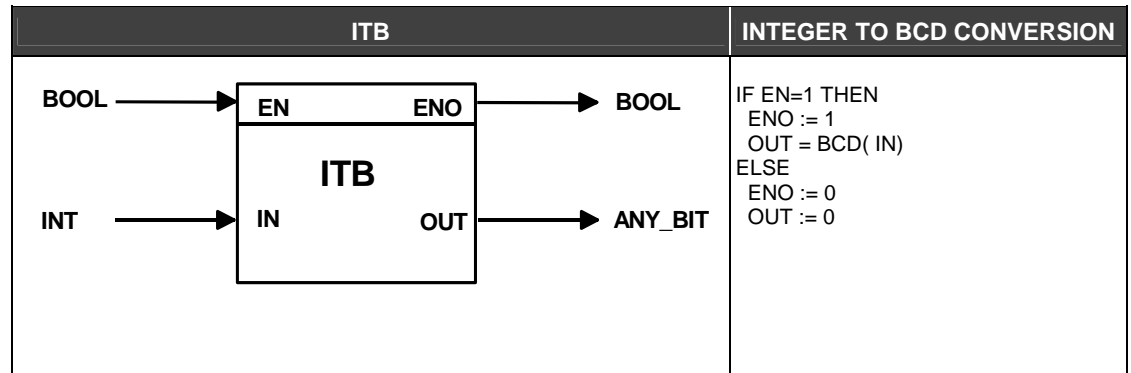 ITB
INTEGER TO BCD CONVERSION
BOOL
EN
ENO
BOOL
ITB
INT
IN
OUT
ANY_BIT
IF EN=1 THEN
ENO := 1
OUT = BCD( IN)
ELSE
ENO := 0
OUT := 0